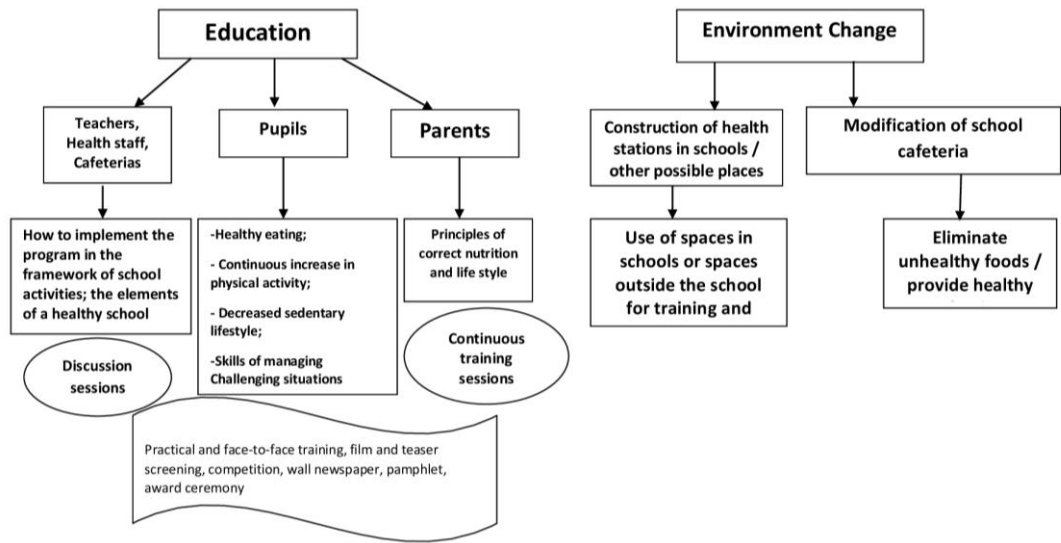 Education
Teachers,
Health staff,
Cafeterias
Pupils
Parents
How to implement the
program in the
framework of school
activities; the elements
of a healthy school
-Healthy eating;
- Continuous increase in
physical activity;
- Decreased sedentary
lifestyle;
-Skills of managing
Challenging situations
Principles of
correct nutrition
and life style
Discussion
sessions
Continuous
training
sessions
Practical and face-to-face training, film and teaser
screening, competition, wall newspaper, pamphlet,
award ceremony
Environment Change
Construction of health
stations in schools /
other possible places
Modification of school
cafeteria
Use of spaces in
schools or spaces
outside the school
for training and
Eliminate
unhealthy foods /
provide healthy